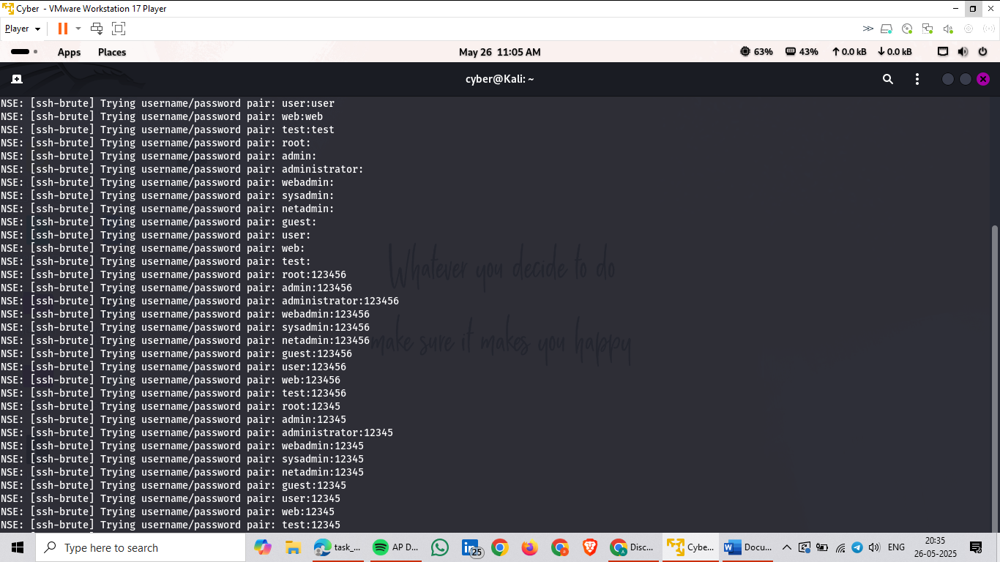 Cyber - VMware Workstation 17 Player
Player
Apps Places May 26 11:05 AM 63% 43% 0.0 kB 0.0 kB
cyber@Kali: ~
NSE: [ssh-brute] Trying username/password pair: user:user
NSE: [ssh-brute] Trying username/password pair: web:web
NSE: [ssh-brute] Trying username/password pair: test:test
NSE: [ssh-brute] Trying username/password pair: root:
NSE: [ssh-brute] Trying username/password pair: admin:
NSE: [ssh-brute] Trying username/password pair: administrator:
NSE: [ssh-brute] Trying username/password pair: webadmin:
NSE: [ssh-brute] Trying username/password pair: sysadmin:
NSE: [ssh-brute] Trying username/password pair: netadmin:
NSE: [ssh-brute] Trying username/password pair: guest:
NSE: [ssh-brute] Trying username/password pair: user:
NSE: [ssh-brute] Trying username/password pair: web:
NSE: [ssh-brute] Trying username/password pair: test:
NSE: [ssh-brute] Trying username/password pair: root:123456
NSE: [ssh-brute] Trying username/password pair: admin:123456
NSE: [ssh-brute] Trying username/password pair: administrator:123456
NSE: [ssh-brute] Trying username/password pair: webadmin:123456
NSE: [ssh-brute] Trying username/password pair: sysadmin:123456
NSE: [ssh-brute] Trying username/password pair: netadmin:123456
NSE: [ssh-brute] Trying username/password pair: guest:123456
NSE: [ssh-brute] Trying username/password pair: user:123456
NSE: [ssh-brute] Trying username/password pair: web:123456
NSE: [ssh-brute] Trying username/password pair: test:123456
NSE: [ssh-brute] Trying username/password pair: root:12345
NSE: [ssh-brute] Trying username/password pair: admin:12345
NSE: [ssh-brute] Trying username/password pair: administrator:12345
NSE: [ssh-brute] Trying username/password pair: webadmin:12345
NSE: [ssh-brute] Trying username/password pair: sysadmin:12345
NSE: [ssh-brute] Trying username/password pair: netadmin:12345
NSE: [ssh-brute] Trying username/password pair: guest:12345
NSE: [ssh-brute] Trying username/password pair: user:12345
NSE: [ssh-brute] Trying username/password pair: web:12345
NSE: [ssh-brute] Trying username/password pair: test:12345
Whatever you decide to do
make sure it makes you happy
Type here to search task_... AP D... 25 Disc... Cybe... Docu... ENG 20:35
26-05-2025